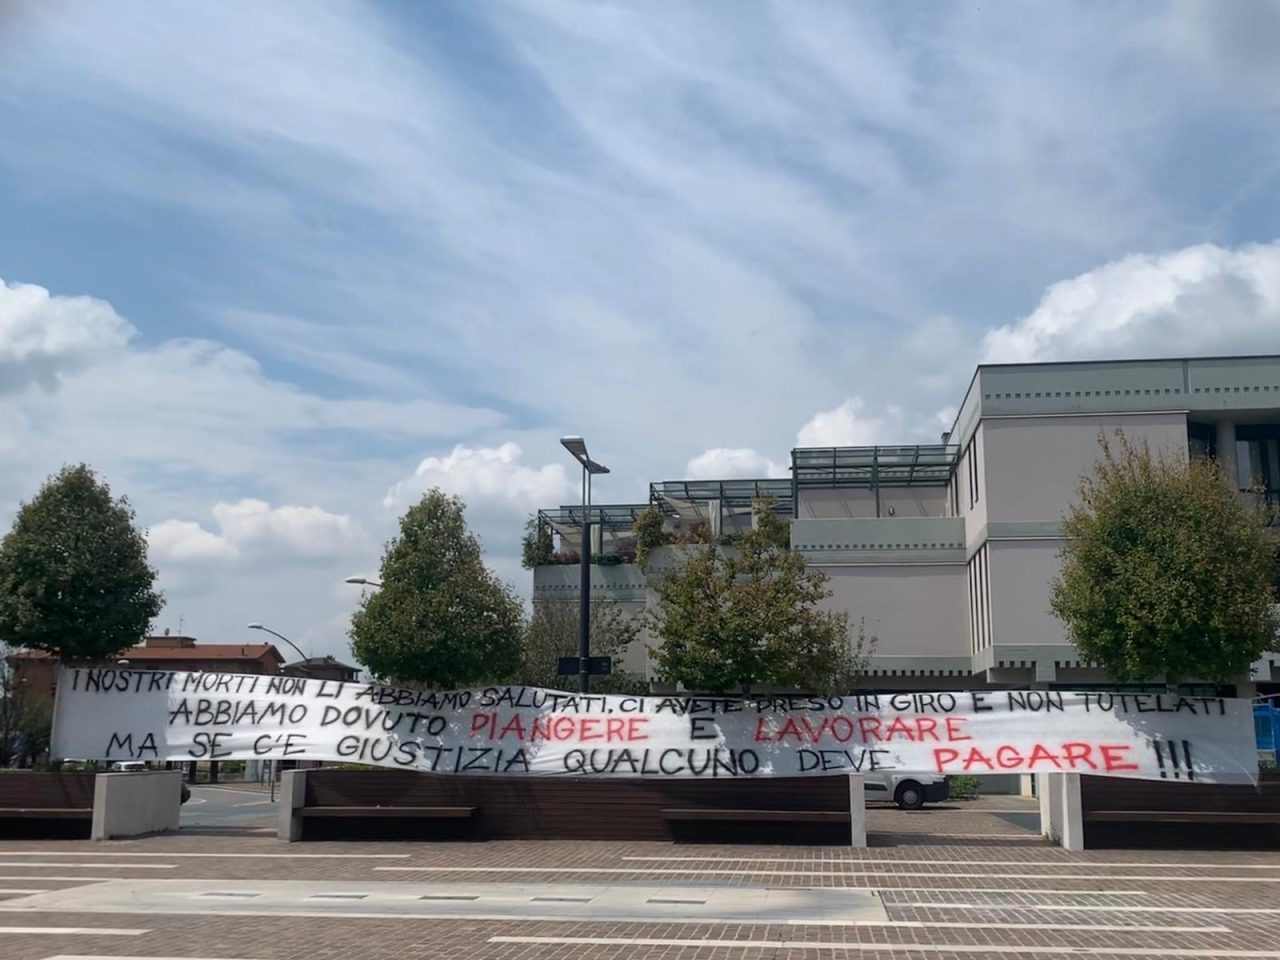 I NOSTRI MORTI NON LI ABBIAMO SALUTATI. CI AVETE PRESO IN GIRO E NON TUTELATI
ABBIAMO DOVUTO PIANGERE E LAVORARE
MA SE C'E GIUSTIZIA QUALCUNO DEVE PAGARE !!!